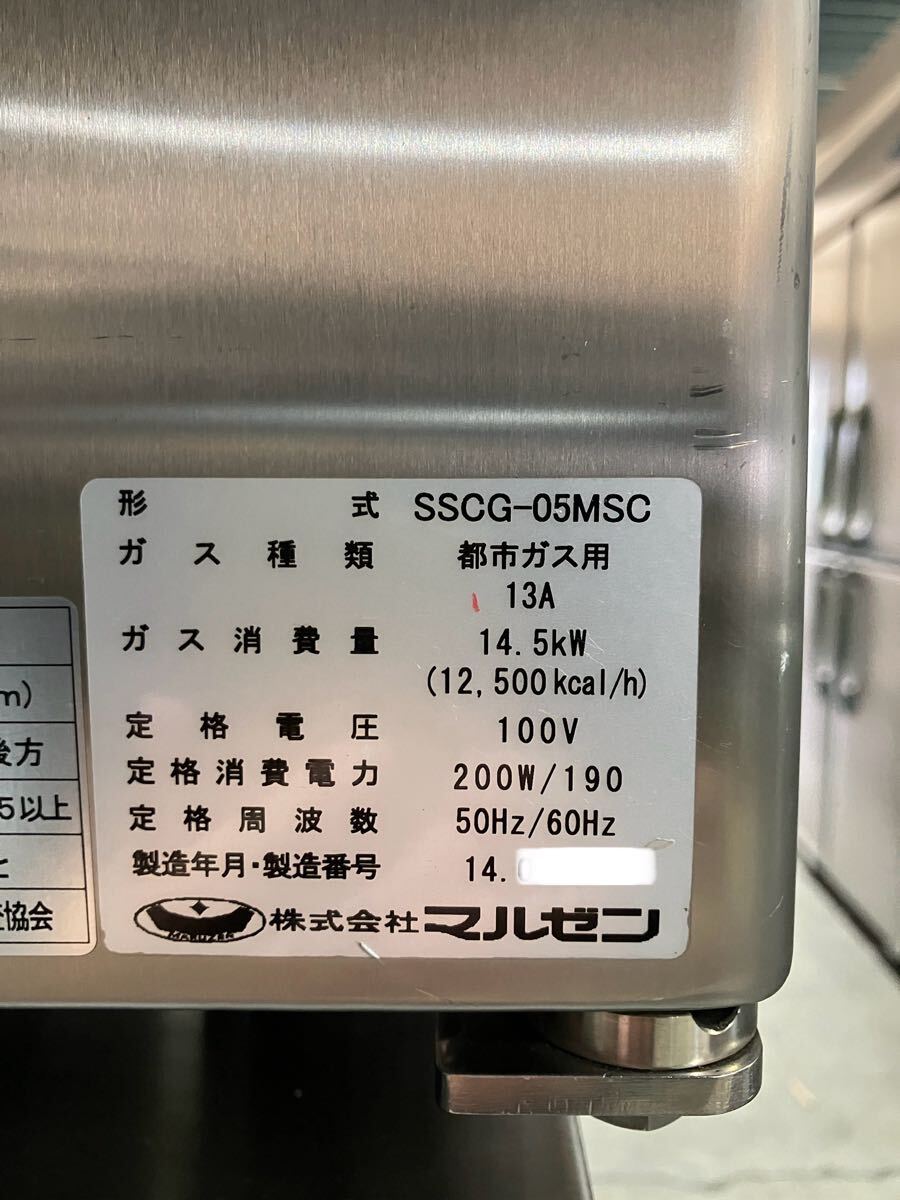 形式 SSCG-05MSC
ガス種類 都市ガス用
13A
ガス消費量 14.5kW
(12,500kcal/h)
定格電圧 100V
定格消費電力 200W/190
定格周波数 50Hz/60Hz
製造年月・製造番号 14.
MARUZEN 株式会社マルゼン
m)
後方
5以上
協会